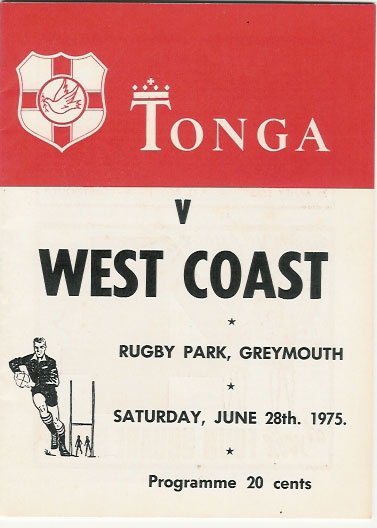 TONGA
V
WEST COAST
RUGBY PARK, GREYMOUTH
SATURDAY, JUNE 28th. 1975.
Programme 20 cents